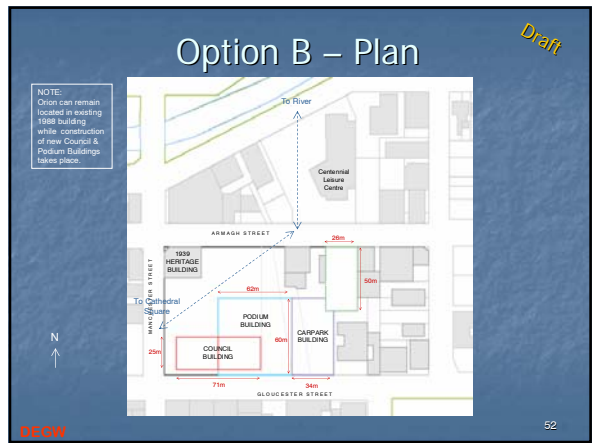 Option B – Plan
Draft
NOTE:
Orion can remain
located in existing
1988 building
while construction
of new Council &
Podium Buildings
takes place.
To River
Centennial
Leisure
Centre
ARMAGH STREET
26m
1939
HERITAGE
BUILDING
MANCHESTER STREET
50m
62m
To Cathedral
Square
PODIUM
BUILDING
60m
CARPARK
BUILDING
N
25m
COUNCIL
BUILDING
71m
34m
GLOUCESTER STREET
DEGW
52